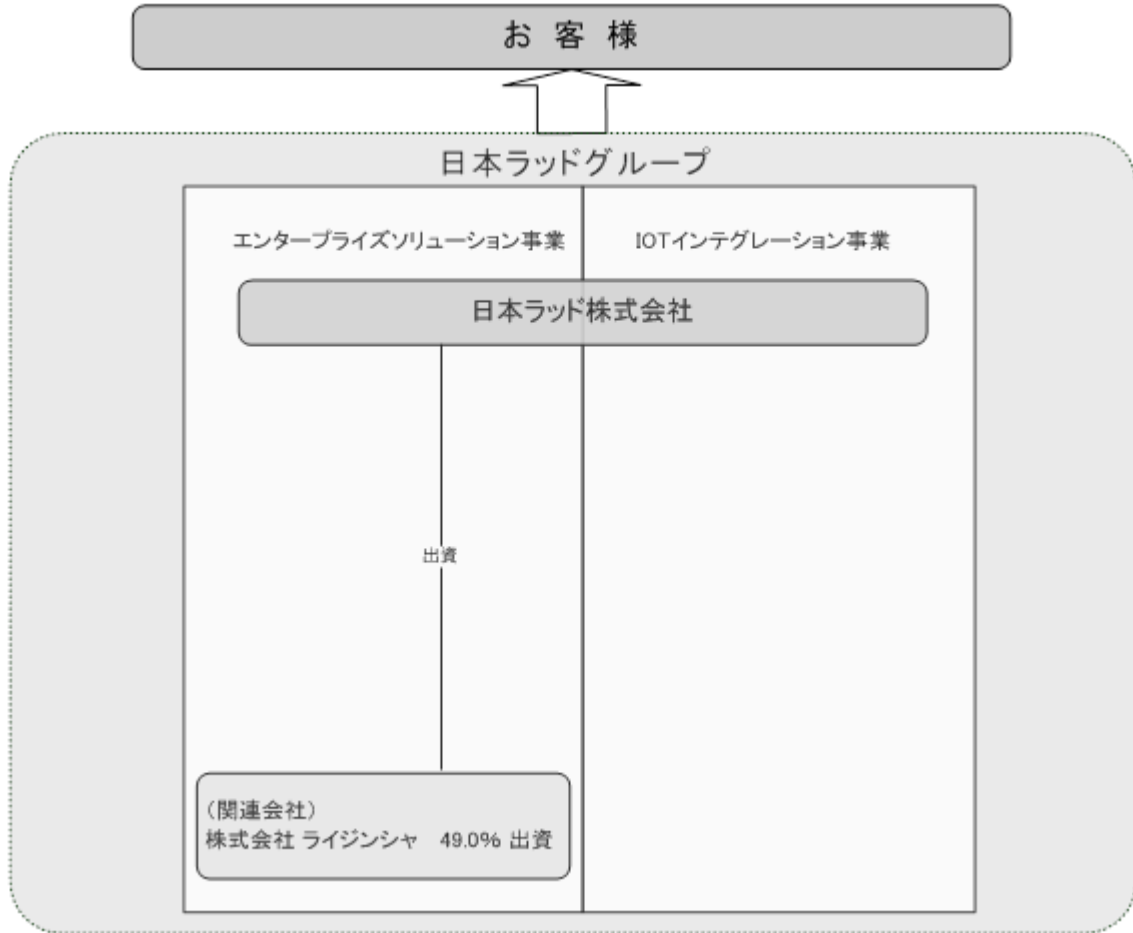 お 客 様
日本ラッドグループ
エンタープライズソリューション事業
IOTインテグレーション事業
日本ラッド株式会社
出資
（関連会社）
株式会社 ライジンシャ　49.0% 出資